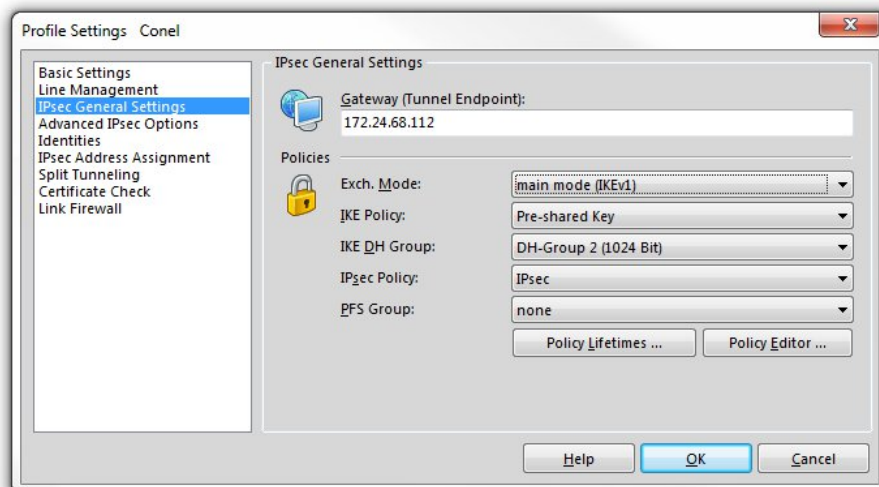 Profile Settings Conel
Basic Settings
Line Management
IPsec General Settings
Advanced IPsec Options
Identities
IPsec Address Assignment
Split Tunneling
Certificate Check
Link Firewall
IPsec General Settings
Gateway (Tunnel Endpoint):
172.24.68.112
Policies
Exch. Mode: main mode (IKEv1)
IKE Policy: Pre-shared Key
IKE DH Group: DH-Group 2 (1024 Bit)
IPsec Policy: IPsec
PFS Group: none
Policy Lifetimes ... Policy Editor ...
Help OK Cancel